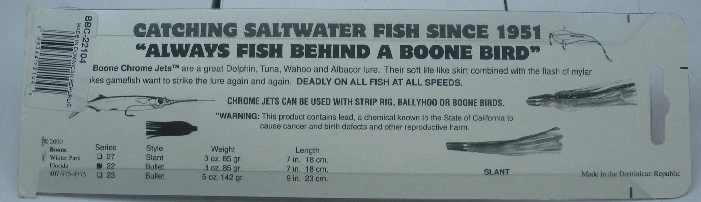 BBC-22104
CATCHING SALTWATER FISH SINCE 1951
"ALWAYS FISH BEHIND A BOONE BIRD"
Boone Chrome Jets™ are a great Dolphin, Tuna, Wahoo and Albacor lure. Their soft life like skirt combined with the flash of mylar
kes gamefish want to strike the lure again and again. DEADLY ON ALL FISH AT ALL SPEEDS.
CHROME JETS CAN BE USED WITH STRIP RIG, BALLYHOO OR BOONE BIRDS.
"WARNING: This product contains lead, a chemical known to the State of California to
cause cancer and birth defects and other reproductive harm.
2000
Boone
Winter Park
Florida
Series Style Weight Length
27 Slant 3 oz. 85 gr. 7 in. 18 cm.
22 Bullet 3 oz. 85 gr. 7 in. 18 cm.
23 Bullet 5 oz. 142 gr. 9 in. 23 cm.
SLANT
Made in the Dominican Republic